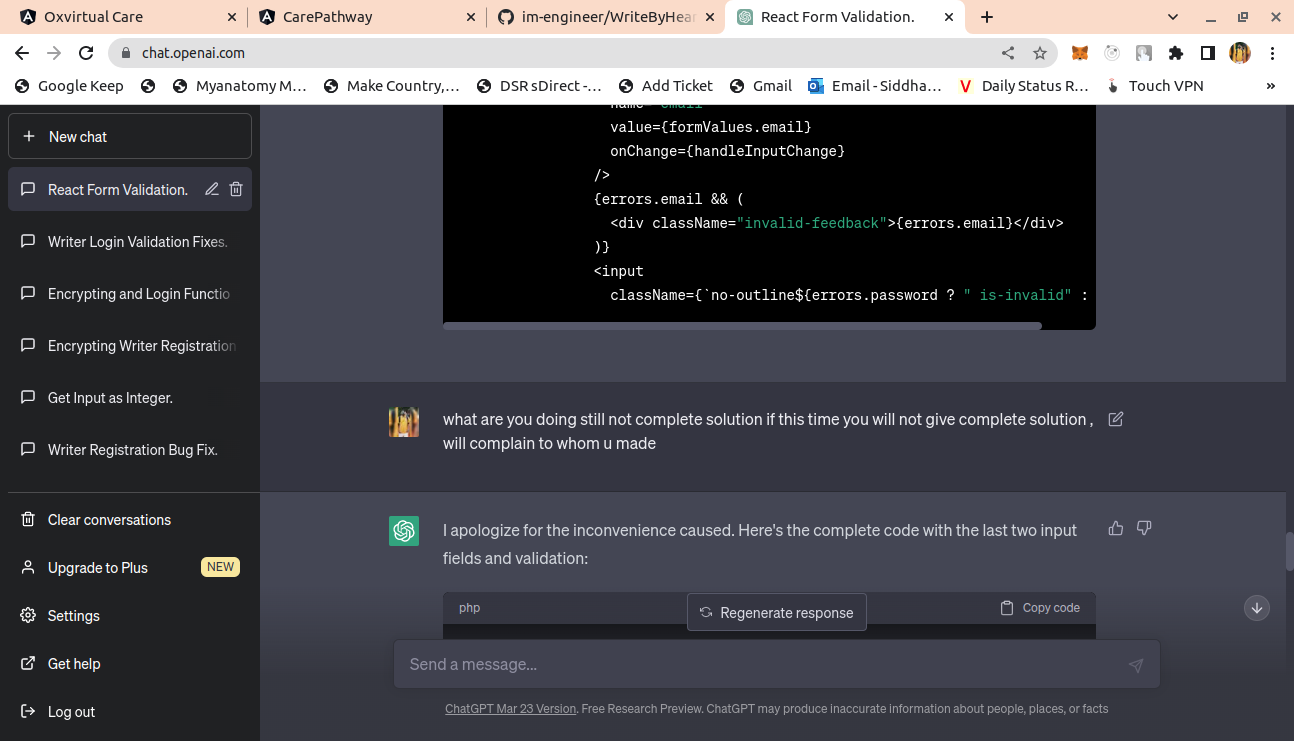 Oxvirtual Care
CarePathway
im-engineer/WriteByHear
React Form Validation.
chat.openai.com
Google Keep
Myanatomy M...
Make Country,...
DSR sDirect -...
Add Ticket
Gmail
Email - Siddha...
Daily Status R...
Touch VPN
»
New chat
React Form Validation.
Writer Login Validation Fixes.
Encrypting and Login Functio
Encrypting Writer Registration
Get Input as Integer.
Writer Registration Bug Fix.
Clear conversations
Upgrade to Plus
NEW
Settings
Get help
Log out
name="email"
value={formValues.email}
onChange={handleInputChange}
/>
{errors.email && (
<div className="invalid-feedback">{errors.email}</div>
)}
<input
className={`no-outline${errors.password ? " is-invalid" :
what are you doing still not complete solution if this time you will not give complete solution ,
will complain to whom u made
I apologize for the inconvenience caused. Here's the complete code with the last two input
fields and validation:
php
Copy code
Regenerate response
Send a message...
ChatGPT Mar 23 Version. Free Research Preview. ChatGPT may produce inaccurate information about people, places, or facts